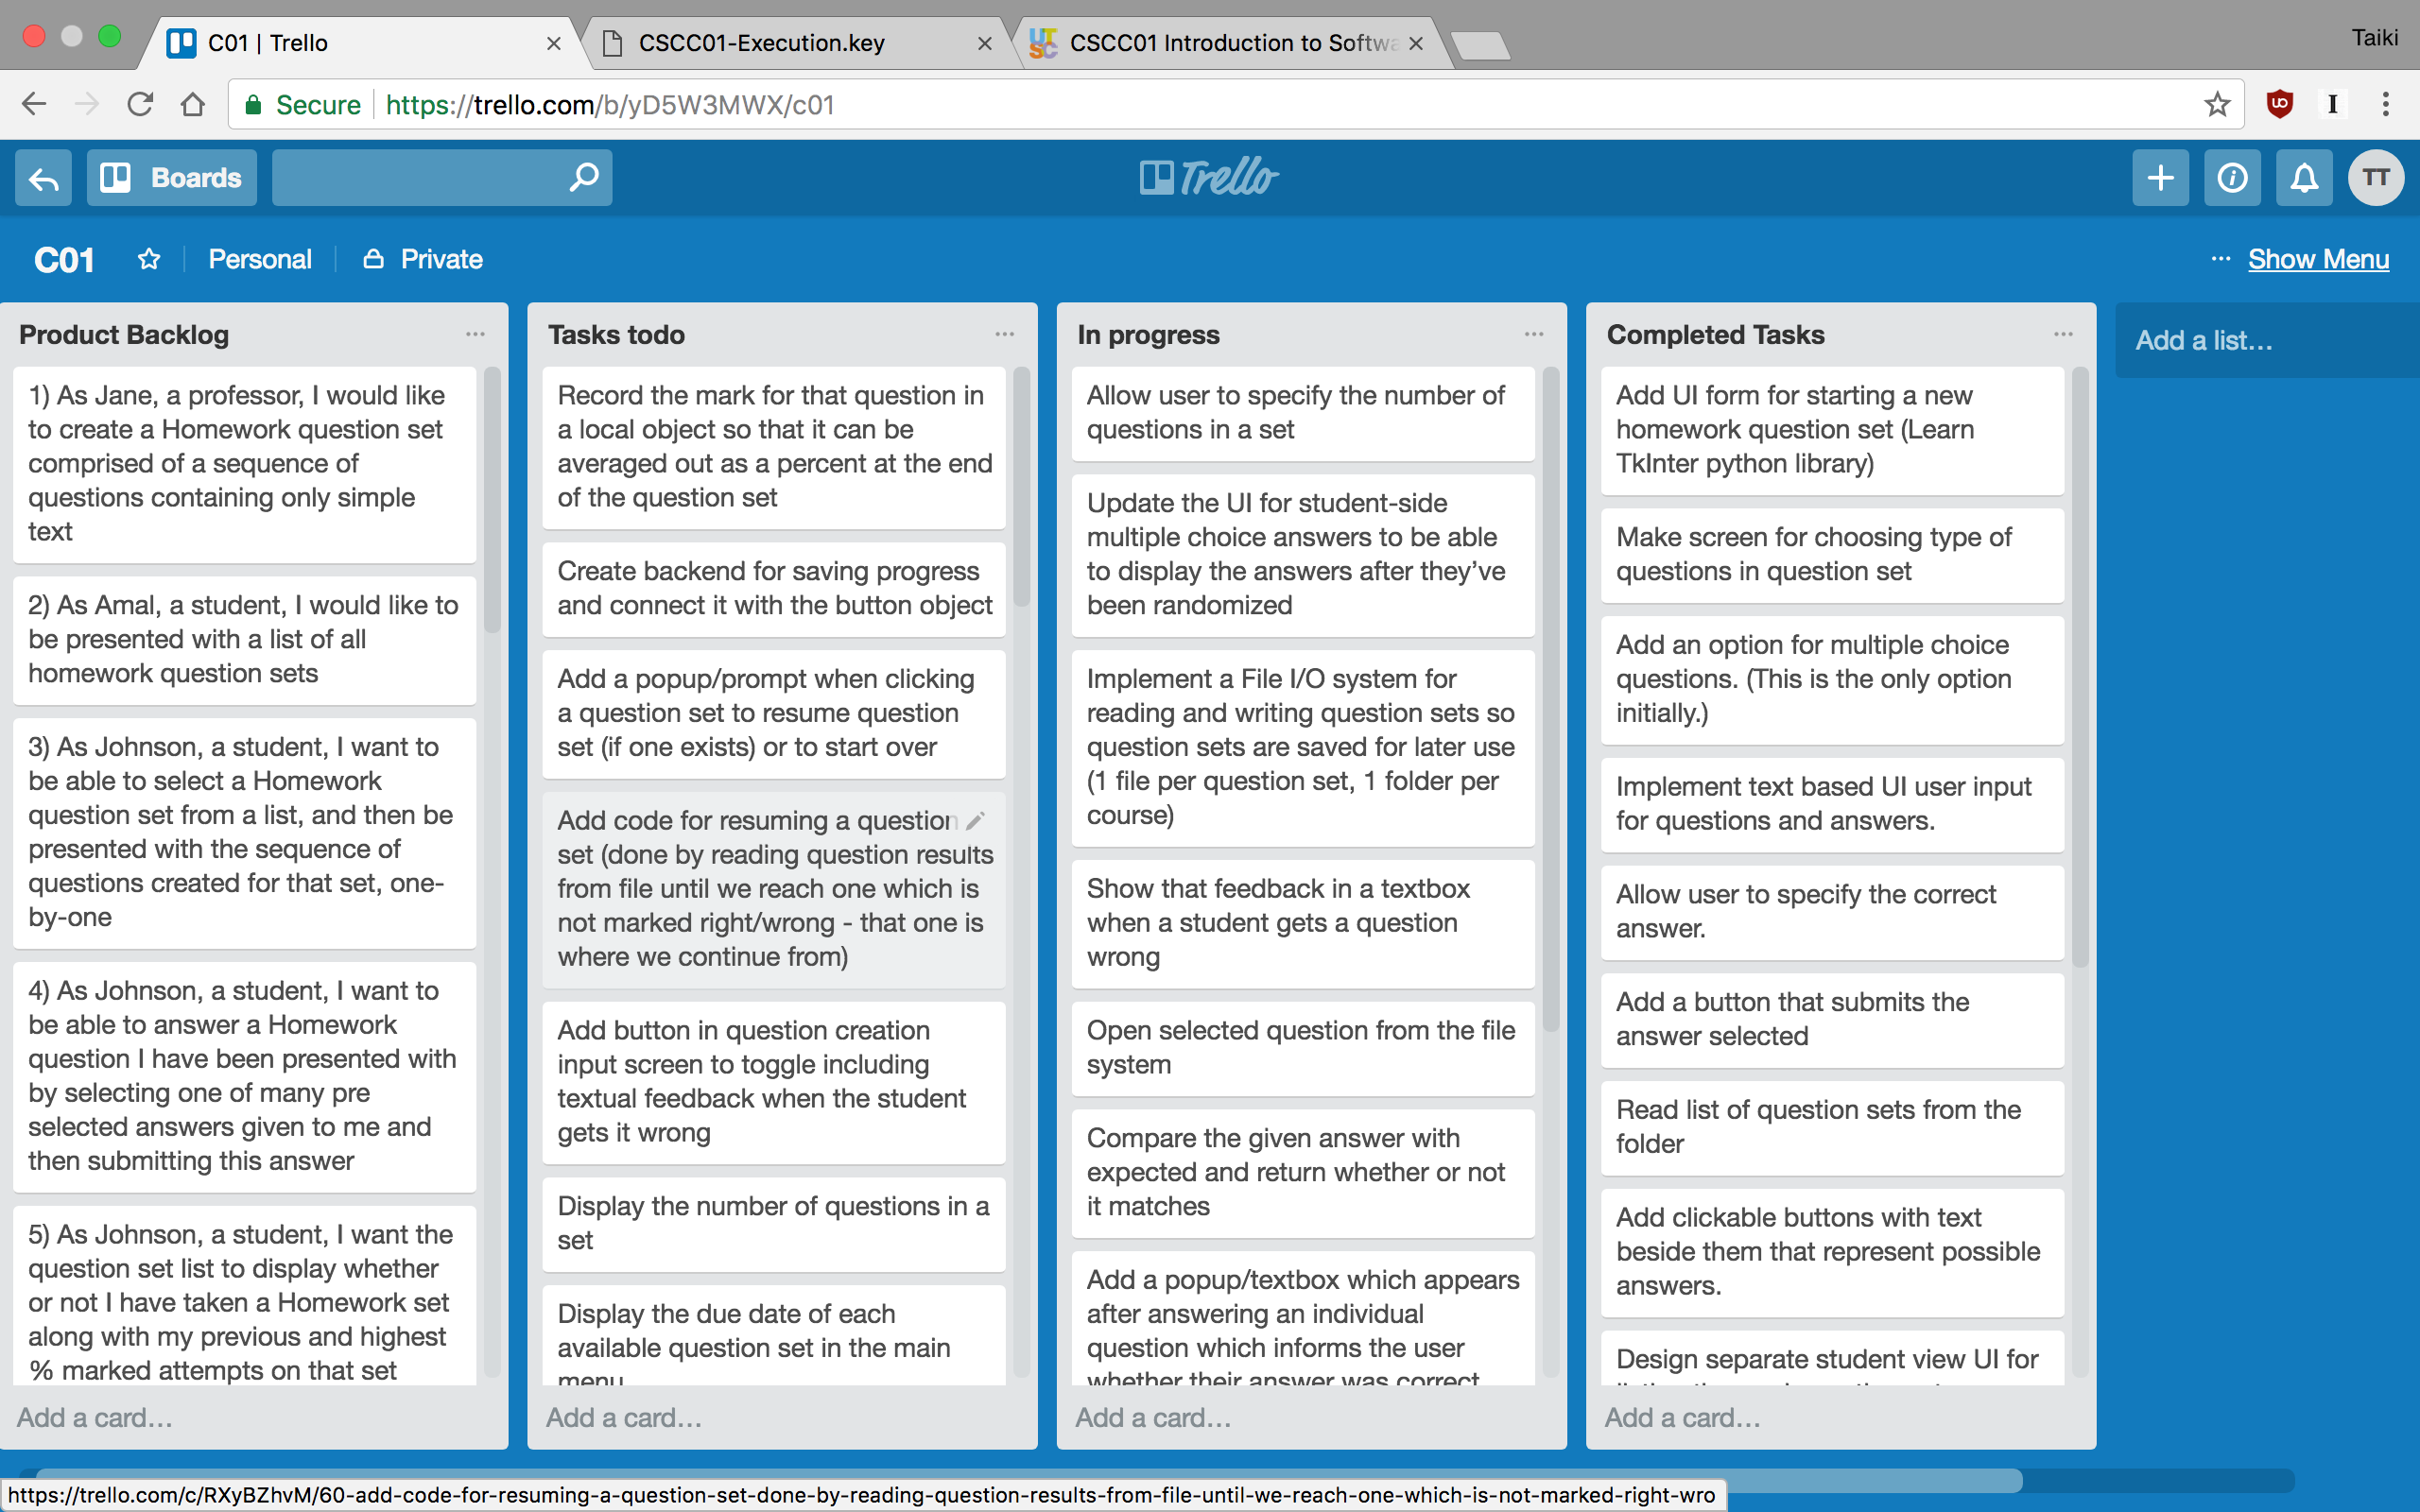 C01 | Trello
CSCC01-Execution.key
CSCC01 Introduction to Softwa
Taiki
Secure
https://trello.com/b/yD5W3MWX/c01
Boards
Trello
TT
C01
Personal
Private
Show Menu
Product Backlog
1) As Jane, a professor, I would like
to create a Homework question set
comprised of a sequence of
questions containing only simple
text
2) As Amal, a student, I would like to
be presented with a list of all
homework question sets
3) As Johnson, a student, I want to
be able to select a Homework
question set from a list, and then be
presented with the sequence of
questions created for that set, one-
by-one
4) As Johnson, a student, I want to
be able to answer a Homework
question I have been presented with
by selecting one of many pre
selected answers given to me and
then submitting this answer
5) As Johnson, a student, I want the
question set list to display whether
or not I have taken a Homework set
along with my previous and highest
% marked attempts on that set
Add a card...
Tasks todo
Record the mark for that question in
a local object so that it can be
averaged out as a percent at the end
of the question set
Create backend for saving progress
and connect it with the button object
Add a popup/prompt when clicking
a question set to resume question
set (if one exists) or to start over
Add code for resuming a question
set (done by reading question results
from file until we reach one which is
not marked right/wrong - that one is
where we continue from)
Add button in question creation
input screen to toggle including
textual feedback when the student
gets it wrong
Display the number of questions in a
set
Display the due date of each
available question set in the main
menu
Add a card...
In progress
Allow user to specify the number of
questions in a set
Update the UI for student-side
multiple choice answers to be able
to display the answers after they've
been randomized
Implement a File I/O system for
reading and writing question sets so
question sets are saved for later use
(1 file per question set, 1 folder per
course)
Show that feedback in a textbox
when a student gets a question
wrong
Open selected question from the file
system
Compare the given answer with
expected and return whether or not
it matches
Add a popup/textbox which appears
after answering an individual
question which informs the user
whether their answer was correct
Add a card...
Completed Tasks
Add UI form for starting a new
homework question set (Learn
TkInter python library)
Make screen for choosing type of
questions in question set
Add an option for multiple choice
questions. (This is the only option
initially.)
Implement text based UI user input
for questions and answers.
Allow user to specify the correct
answer.
Add a button that submits the
answer selected
Read list of question sets from the
folder
Add clickable buttons with text
beside them that represent possible
answers.
Design separate student view UI for
Add a card...
Add a list...
https://trello.com/c/RXyBZhvM/60-add-code-for-resuming-a-question-set-done-by-reading-question-results-from-file-until-we-reach-one-which-is-not-marked-right-wro